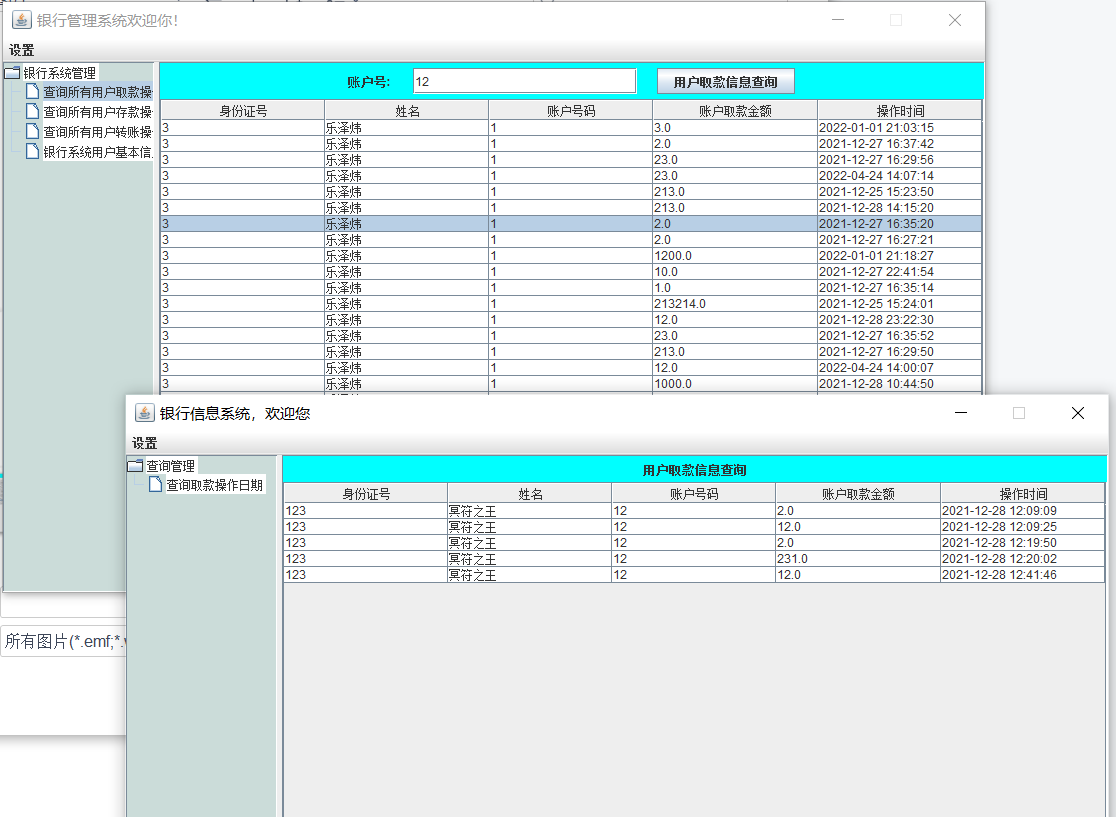 银行管理系统欢迎你!
设置
银行系统管理
查询所有用户取款操
查询所有用户存款操
查询所有用户转账操
银行系统用户基本信
账户号: 12 用户取款信息查询
身份证号 姓名 账户号码 账户取款金额 操作时间
3 乐泽炜 1 3.0 2022-01-01 21:03:15
3 乐泽炜 1 2.0 2021-12-27 16:37:42
3 乐泽炜 1 23.0 2021-12-27 16:29:56
3 乐泽炜 1 23.0 2022-04-24 14:07:14
3 乐泽炜 1 213.0 2021-12-25 15:23:50
3 乐泽炜 1 213.0 2021-12-28 14:15:20
3 乐泽炜 1 2.0 2021-12-27 16:35:20
3 乐泽炜 1 2.0 2021-12-27 16:27:21
3 乐泽炜 1 1200.0 2022-01-01 21:18:27
3 乐泽炜 1 10.0 2021-12-27 22:41:54
3 乐泽炜 1 1.0 2021-12-27 16:35:14
3 乐泽炜 1 213214.0 2021-12-25 15:24:01
3 乐泽炜 1 12.0 2021-12-28 23:22:30
3 乐泽炜 1 23.0 2021-12-27 16:35:52
3 乐泽炜 1 213.0 2021-12-27 16:29:50
3 乐泽炜 1 12.0 2022-04-24 14:00:07
3 乐泽炜 1 1000.0 2021-12-28 10:44:50
银行信息系统，欢迎您
设置
查询管理
查询取款操作日期
用户取款信息查询
身份证号 姓名 账户号码 账户取款金额 操作时间
123 冥符之王 12 2.0 2021-12-28 12:09:09
123 冥符之王 12 12.0 2021-12-28 12:09:25
123 冥符之王 12 2.0 2021-12-28 12:19:50
123 冥符之王 12 231.0 2021-12-28 12:20:02
123 冥符之王 12 12.0 2021-12-28 12:41:46
所有图片(*.emf;*.